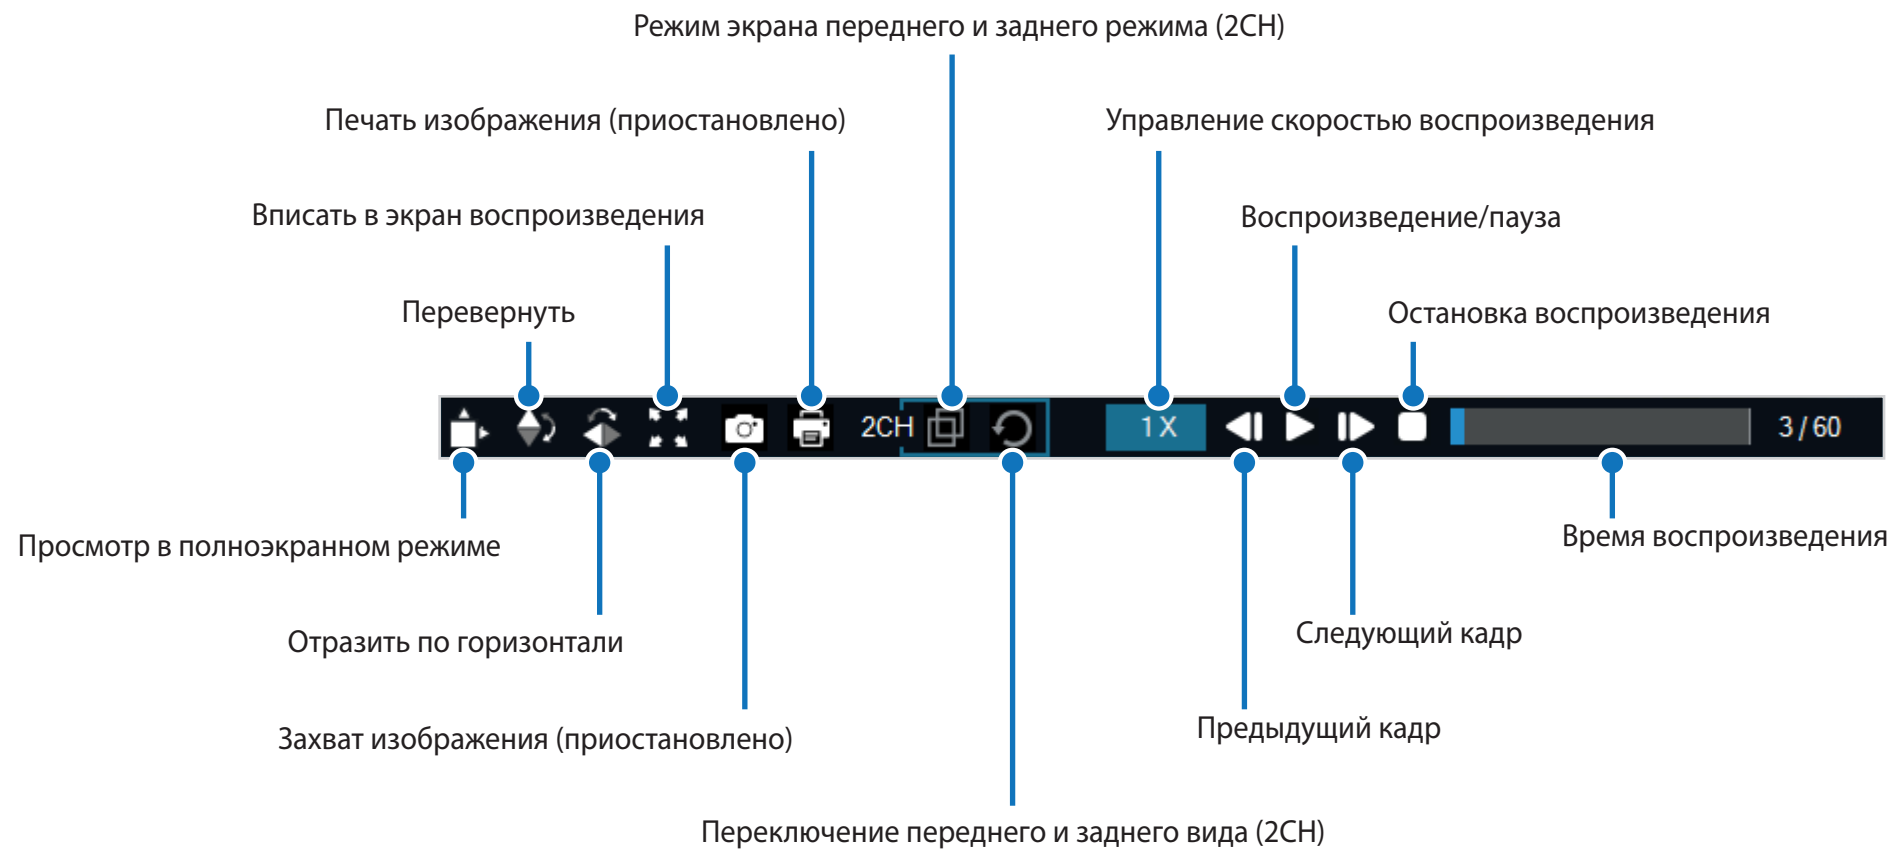 Режим экрана переднего и заднего режима (2CH)
Печать изображения (приостановлено)
Управление скоростью воспроизведения
Вписать в экран воспроизведения
Воспроизведение/пауза
Перевернуть
Остановка воспроизведения
2CH
1X
3 / 60
Просмотр в полноэкранном режиме
Время воспроизведения
Отразить по горизонтали
Следующий кадр
Захват изображения (приостановлено)
Предыдущий кадр
Переключение переднего и заднего вида (2CH)